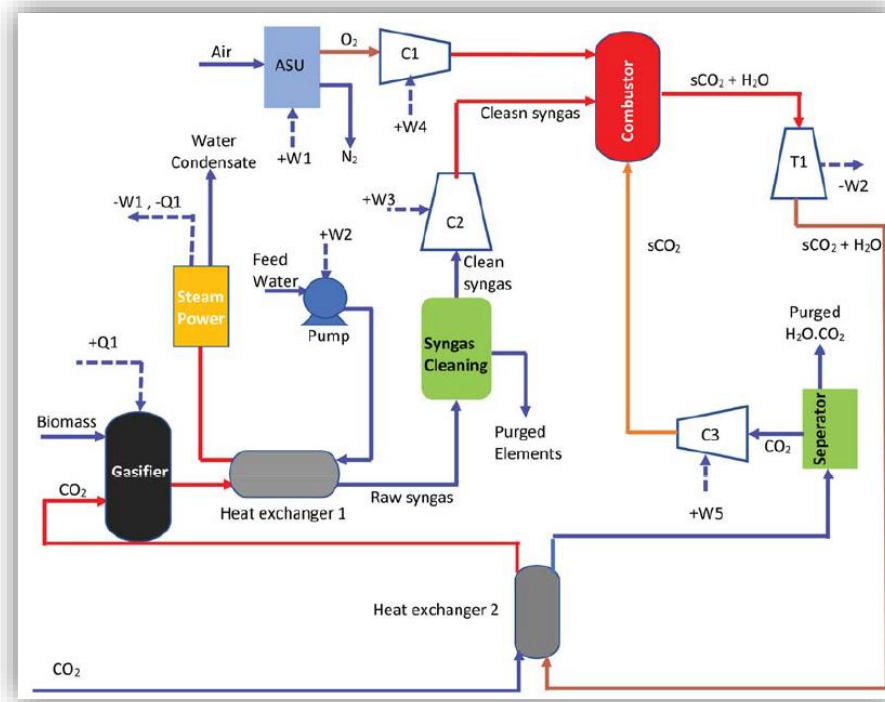 Air
ASU
O₂
C1
+W4
+W1
N₂
Combustor
sCO₂ + H₂O
Cleasn syngas
T1
-W2
sCO₂ + H₂O
Water
Condensate
-W1 , -Q1
+W3
C2
Clean
syngas
sCO₂
Feed
Water
+W2
Pump
Steam
Power
Syngas
Cleaning
Purged
Elements
Purged
H₂O.CO₂
Seperator
C3
CO₂
+W5
+Q1
Biomass
Gasifier
CO₂
Heat exchanger 1
Raw syngas
Heat exchanger 2
CO₂